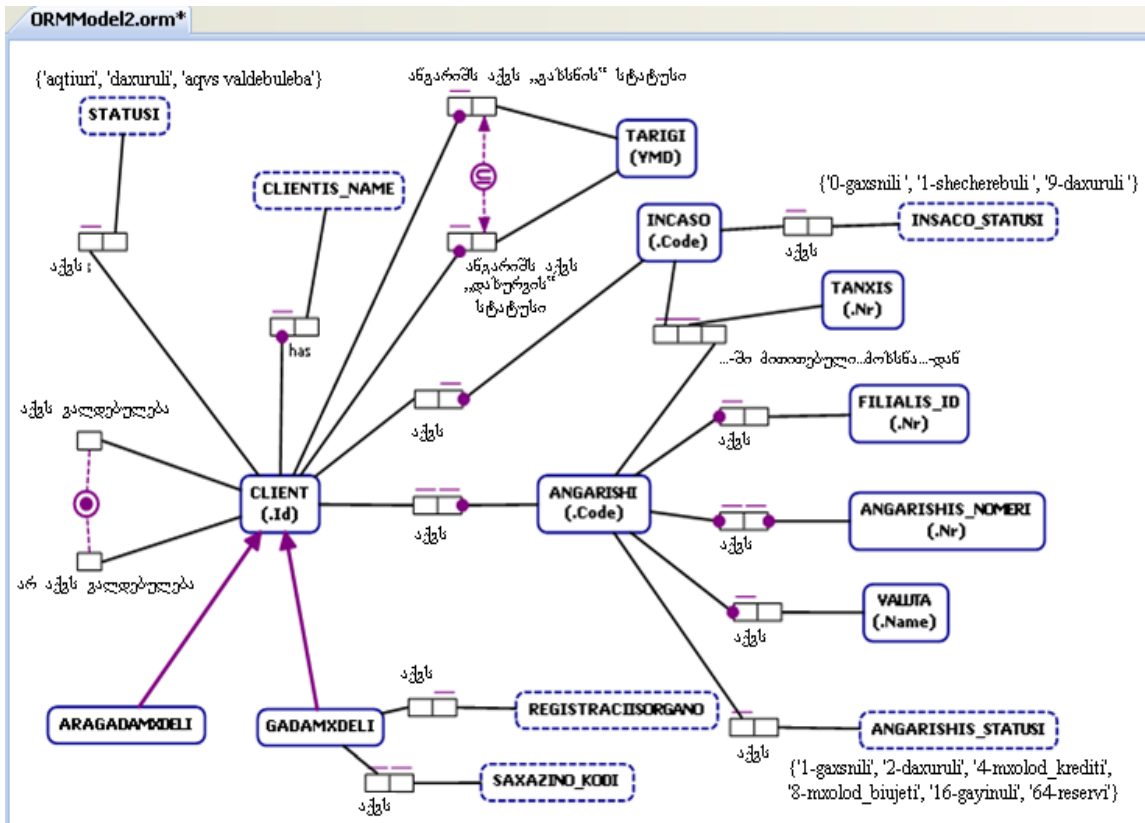 ORMModel2.orm*
{'aqtiuri', 'daxuruli', 'aqvs valdebuleba'}
STATUSI
აქვს ;
CLIENTIS_NAME
has
ანგარიშს აქვს „გახსნის“ სტატუსი
TARIGI
(YMD)
ანგარიშს აქვს
„დახურვის“
სტატუსი
{'0-gaxsnili ', '1-shecherebuli ', '9-daxuruli '}
INCASO
(.Code)
აქვს
INSACO_STATUSI
TANXIS
(.Nr)
...-ში მითითებული...მოხსნა...-დან
აქვს
აქვს
FILIALIS_ID
(.Nr)
აქვს ვალდებულება
CLIENT
(.Id)
აქვს
ANGARISHI
(.Code)
აქვს
ANGARISHIS_NOMERI
(.Nr)
არ აქვს ვალდებულება
აქვს
VALUTA
(.Name)
აქვს
ARAGADAMXDELI
GADAMXDELI
REGISTRACIISORGANO
აქვს
ANGARISHIS_STATUSI
აქვს
SAXAZINO_KODI
{'1-gaxsnili', '2-daxuruli', '4-mxolod_krediti',
'8-mxolod_biujeti', '16-gayinuli', '64-reservi'}